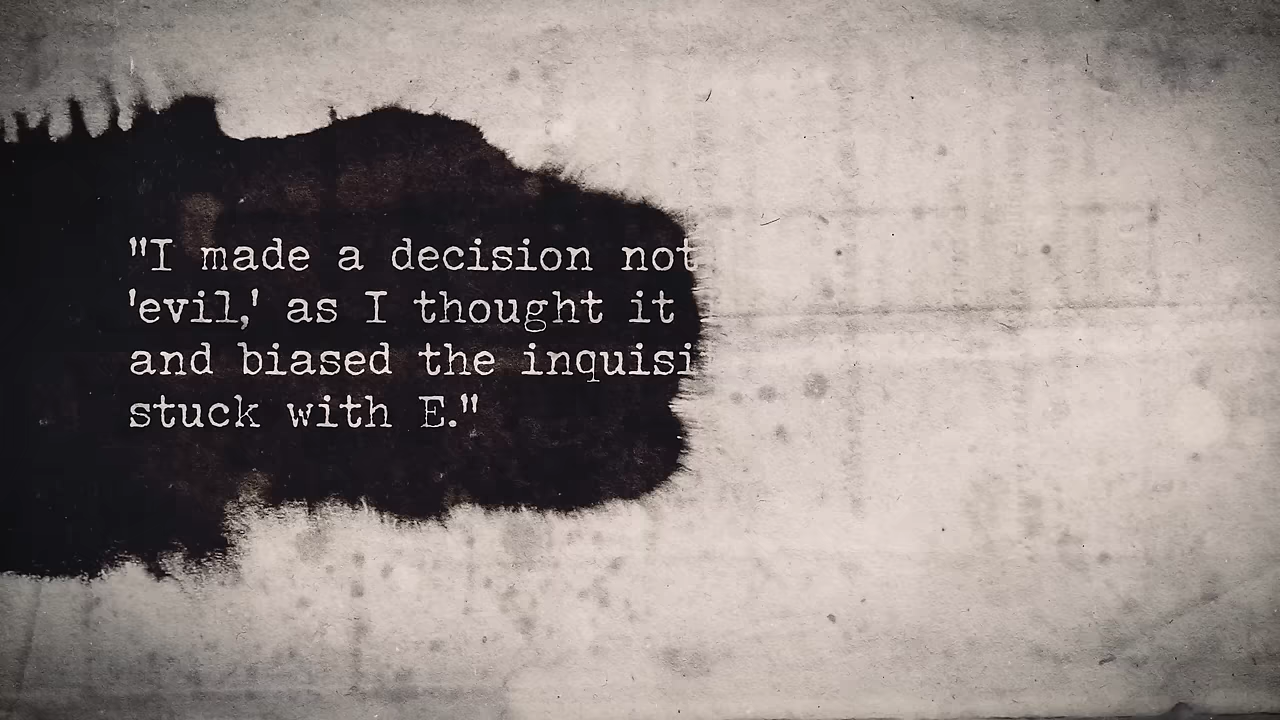 "I made a decision not
'evil,' as I thought it
and biased the inquisi
stuck with E."